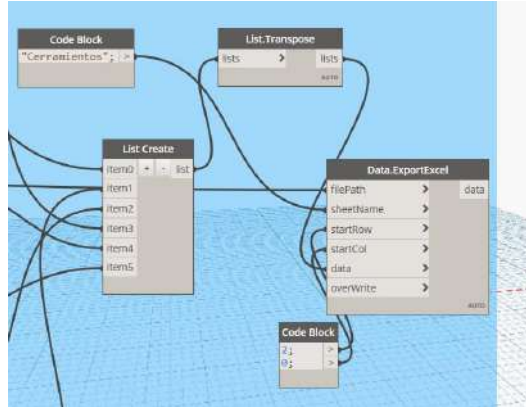 Code Block
"Cerramientos"; >
List.Transpose
lists > lists
AUTO
List Create
item0 + - list
item1
item2
item3
item4
item5
Data.ExportExcel
filePath > data
sheetName >
startRow >
startCol >
data >
overWrite >
AUTO
Code Block
2; >
0; >